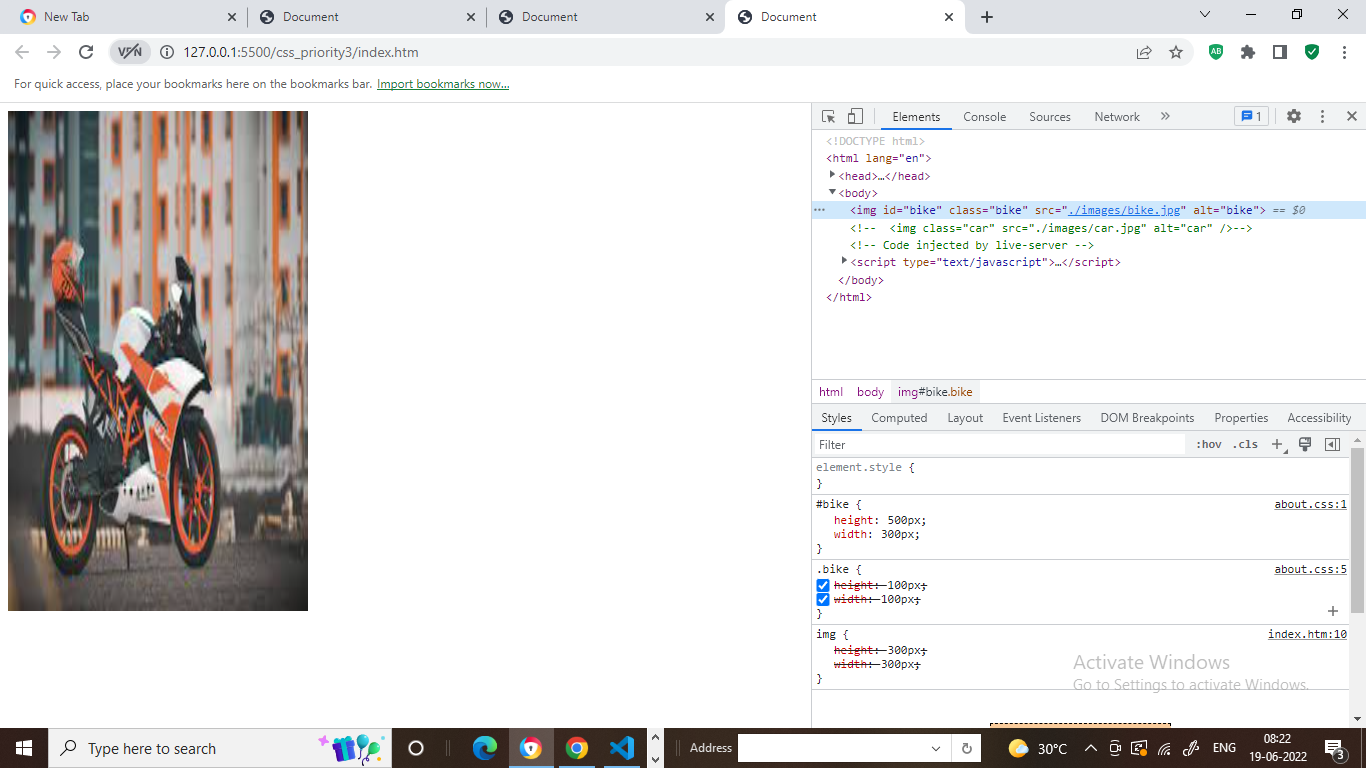 New Tab
Document
Document
Document
VPN
127.0.0.1:5500/css_priority3/index.htm
AB
For quick access, place your bookmarks here on the bookmarks bar. Import bookmarks now...
Elements Console Sources Network » 1
<!DOCTYPE html>
<html lang="en">
<head>…</head>
<body>
<img id="bike" class="bike" src="./images/bike.jpg" alt="bike"> == $0
<!-- <img class="car" src="./images/car.jpg" alt="car" />-->
<!-- Code injected by live-server -->
<script type="text/javascript">…</script>
</body>
</html>
html body img#bike.bike
Styles Computed Layout Event Listeners DOM Breakpoints Properties Accessibility
Filter :hov .cls
element.style {
}
#bike { about.css:1
height: 500px;
width: 300px;
}
.bike { about.css:5
height: 100px;
width: 100px;
}
img { index.htm:10
height: 300px;
width: 300px;
}
Activate Windows
Go to Settings to activate Windows.
Type here to search
Address
30°C
ENG
08:22
19-06-2022
3